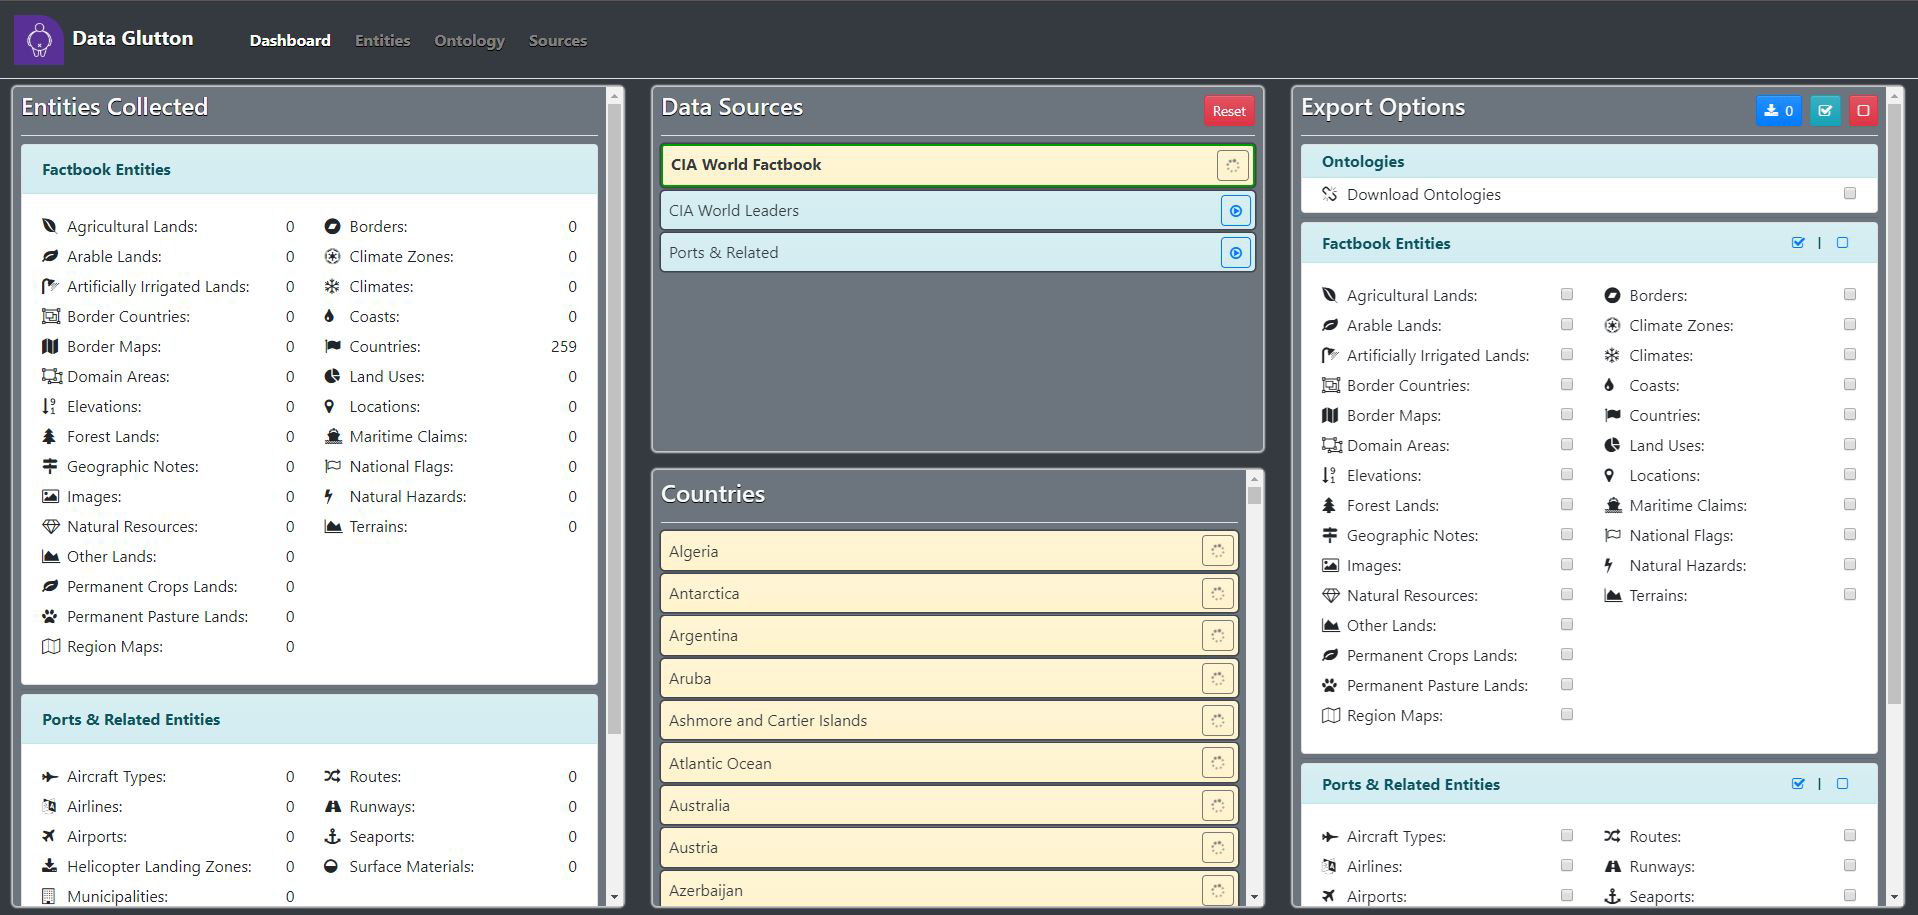 Data Glutton
Dashboard Entities Ontology Sources
Entities Collected
Factbook Entities
Agricultural Lands: 0 Borders: 0
Arable Lands: 0 Climate Zones: 0
Artificially Irrigated Lands: 0 Climates: 0
Border Countries: 0 Coasts: 0
Border Maps: 0 Countries: 259
Domain Areas: 0 Land Uses: 0
Elevations: 0 Locations: 0
Forest Lands: 0 Maritime Claims: 0
Geographic Notes: 0 National Flags: 0
Images: 0 Natural Hazards: 0
Natural Resources: 0 Terrains: 0
Other Lands: 0
Permanent Crops Lands: 0
Permanent Pasture Lands: 0
Region Maps: 0
Ports & Related Entities
Aircraft Types: 0 Routes: 0
Airlines: 0 Runways: 0
Airports: 0 Seaports: 0
Helicopter Landing Zones: 0 Surface Materials: 0
Municipalities: 0
Data Sources Reset
CIA World Factbook
CIA World Leaders
Ports & Related
Countries
Algeria
Antarctica
Argentina
Aruba
Ashmore and Cartier Islands
Atlantic Ocean
Australia
Austria
Azerbaijan
Export Options 0
Ontologies
Download Ontologies
Factbook Entities |
Agricultural Lands: Borders:
Arable Lands: Climate Zones:
Artificially Irrigated Lands: Climates:
Border Countries: Coasts:
Border Maps: Countries:
Domain Areas: Land Uses:
Elevations: Locations:
Forest Lands: Maritime Claims:
Geographic Notes: National Flags:
Images: Natural Hazards:
Natural Resources: Terrains:
Other Lands:
Permanent Crops Lands:
Permanent Pasture Lands:
Region Maps:
Ports & Related Entities |
Aircraft Types: Routes:
Airlines: Runways:
Airports: Seaports: